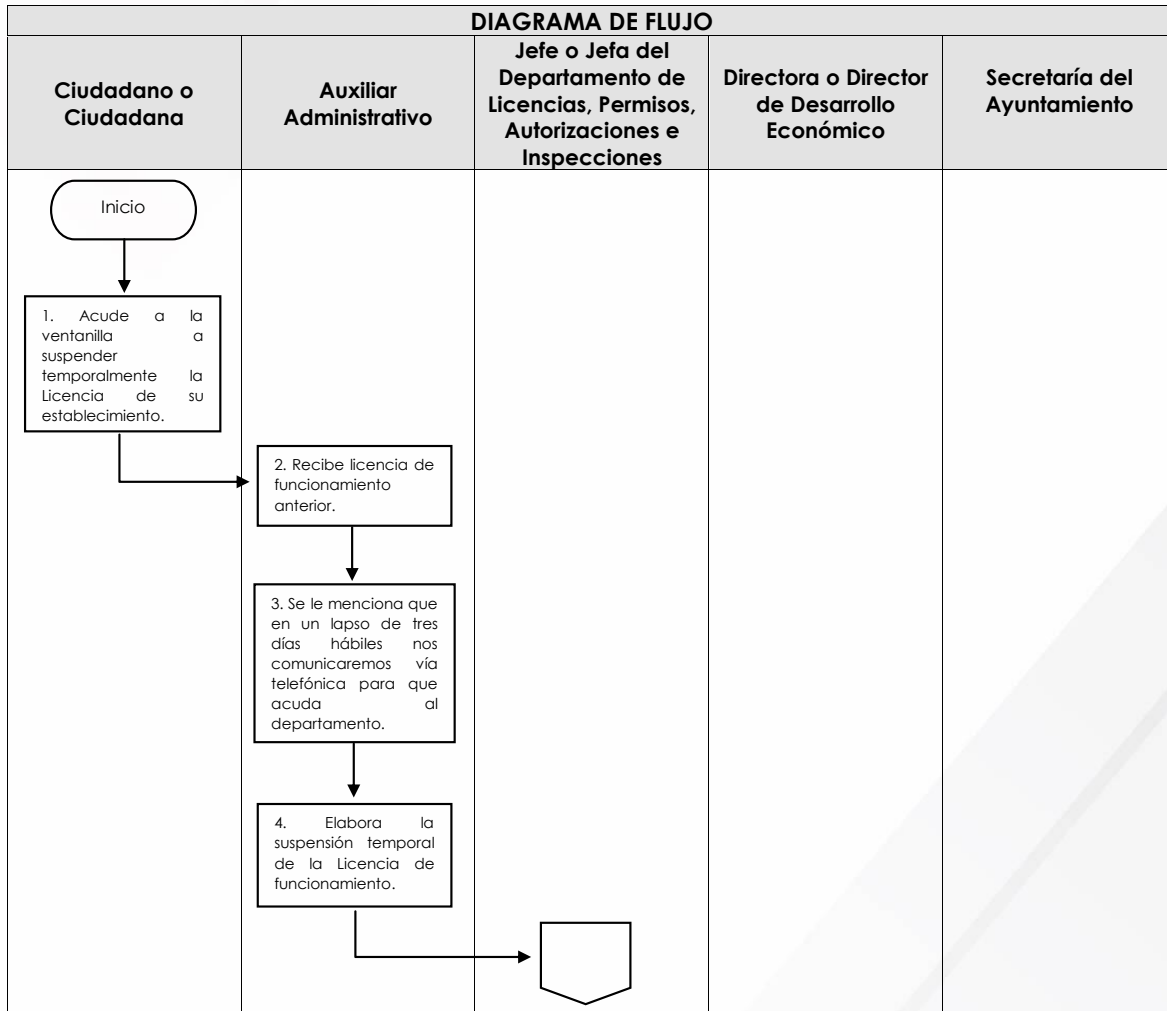 DIAGRAMA DE FLUJO
Ciudadano o
Ciudadana
Auxiliar
Administrativo
Jefe o Jefa del
Departamento de
Licencias, Permisos,
Autorizaciones e
Inspecciones
Directora o Director
de Desarrollo
Económico
Secretaría del
Ayuntamiento
Inicio
1. Acude a la
ventanilla a
suspender
temporalmente la
Licencia de su
establecimiento.
2. Recibe licencia de
funcionamiento
anterior.
3. Se le menciona que
en un lapso de tres
días hábiles nos
comunicaremos vía
telefónica para que
acuda al
departamento.
4. Elabora la
suspensión temporal
de la Licencia de
funcionamiento.